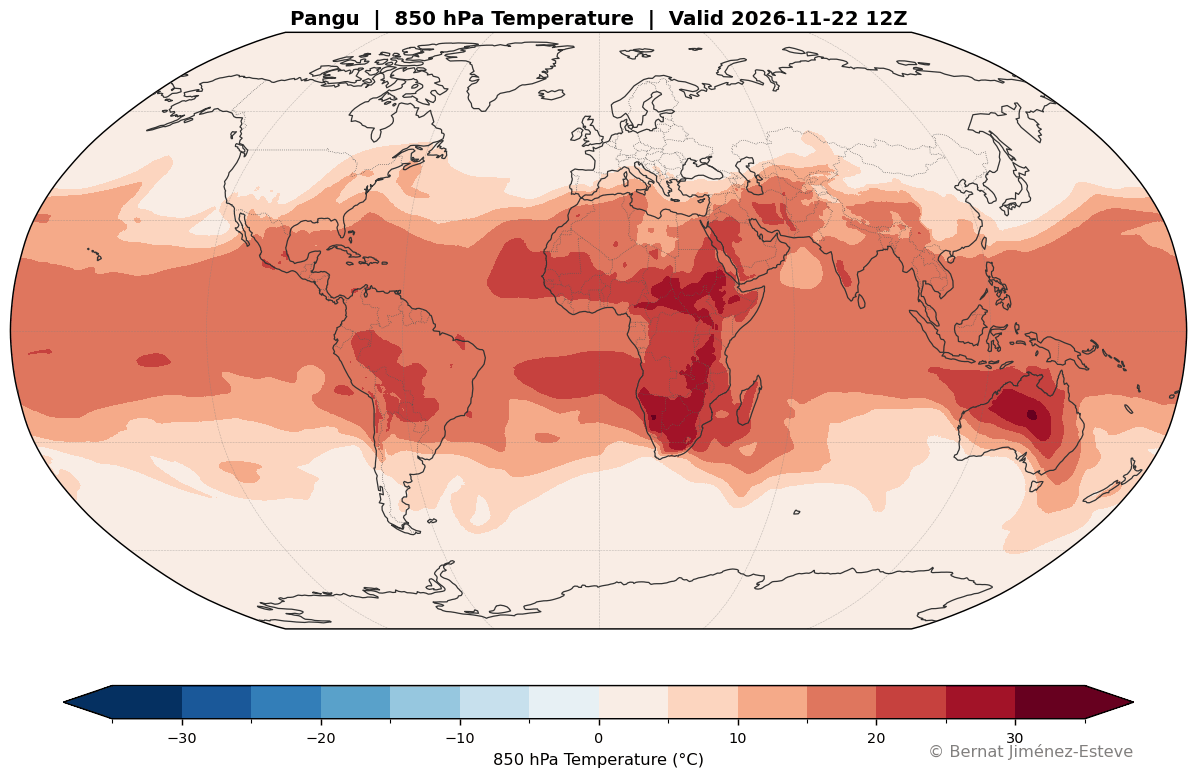 Pangu | 850 hPa Temperature | Valid 2026-11-22 12Z
−30 −20 −10 0 10 20 30
850 hPa Temperature (°C)
© Bernat Jiménez-Esteve